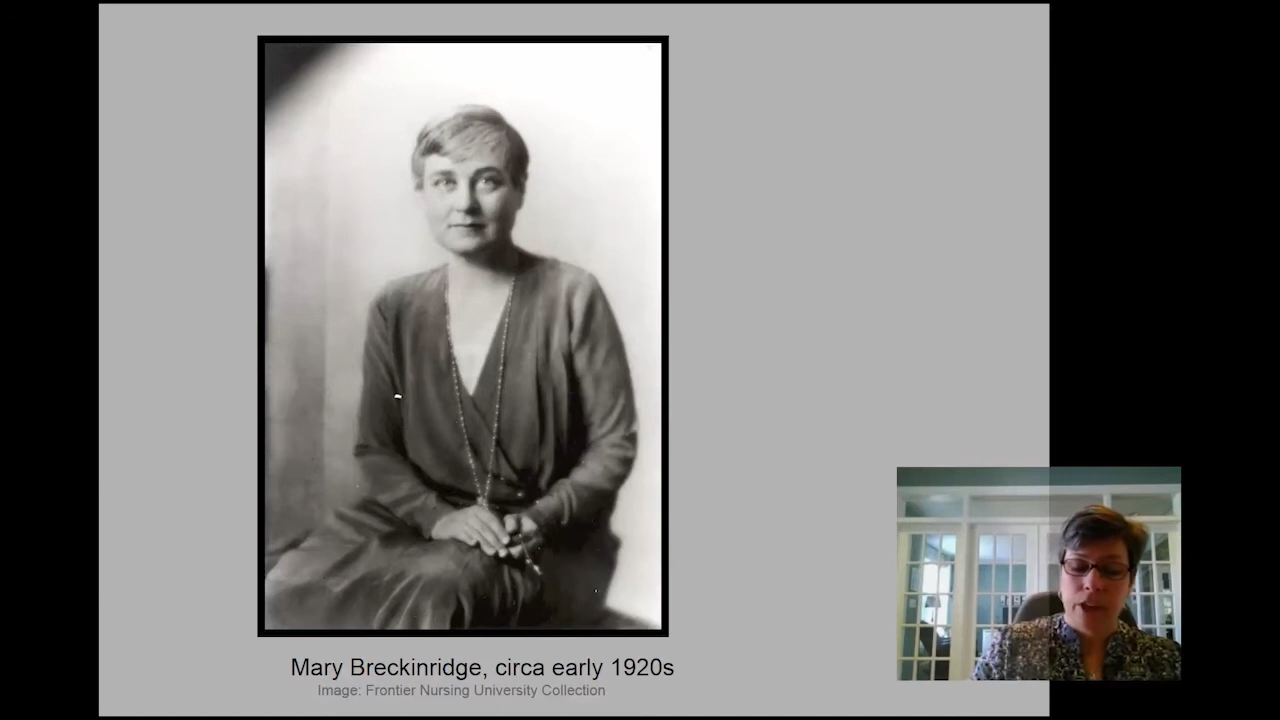 Mary Breckinridge, circa early 1920s
Image: Frontier Nursing University Collection